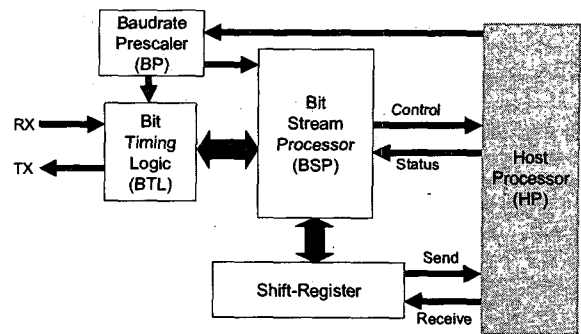 Baudrate
Prescaler
(BP)
RX
TX
Bit
Timing
Logic
(BTL)
Bit
Stream
Processor
(BSP)
Control
Status
Host
Processor
(HP)
Shift-Register
Send
Receive